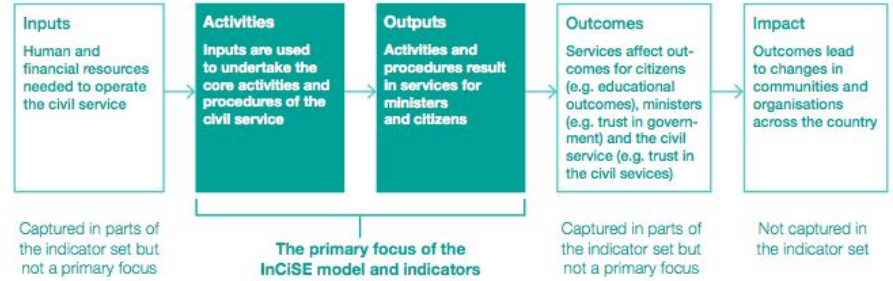 Inputs
Human and
financial resources
needed to operate
the civil service
Activities
Inputs are used
to undertake the
core activities and
procedures of the
civil service
Outputs
Activities and
procedures result
in services for
ministers
and citizens
Outcomes
Services affect out-
comes for citizens
(e.g. educational
outcomes), ministers
(e.g. trust in govern-
ment) and the civil
service (e.g. trust in
the civil sevices)
Impact
Outcomes lead
to changes in
communities and
organisations
across the country
Captured in parts of
the indicator set but
not a primary focus
The primary focus of the
InCiSE model and indicators
Captured in parts of
the indicator set but
not a primary focus
Not captured in
the indicator set